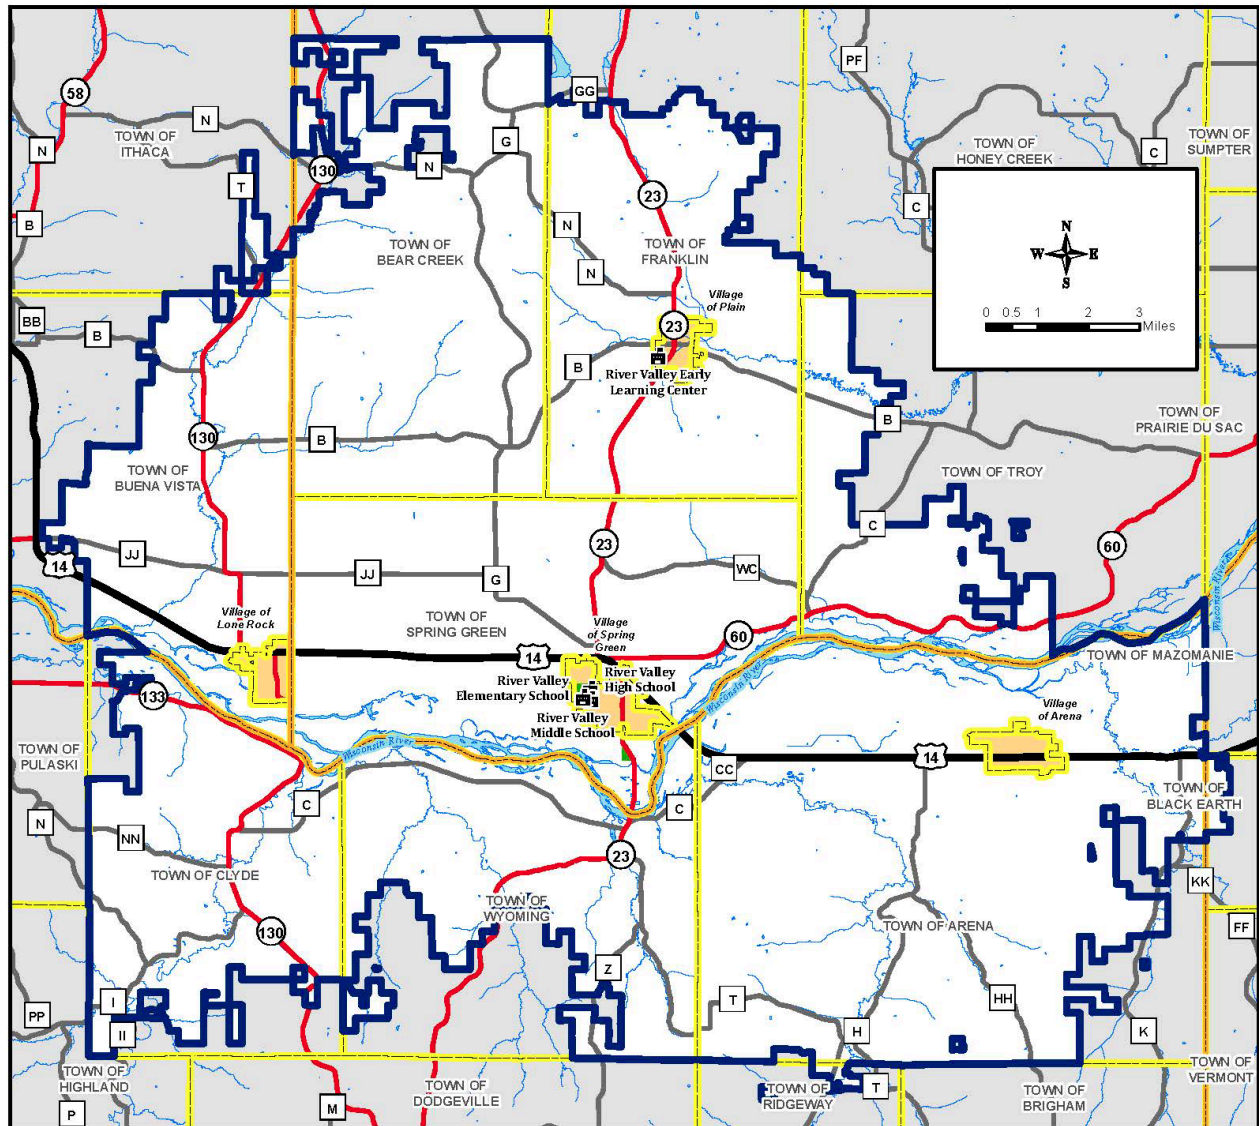 PF
58
GG
N
TOWN OF
ITHACA
TOWN OF
HONEY CREEK
TOWN OF
SUMPTER
G
C
N
130
N
T
23
C
B
N
TOWN OF
BEAR CREEK
TOWN OF
FRANKLIN
N
N
W
E
S
Village
of Plain
BB
B
23
0
0.5
1
2
3
Miles
B
River Valley Early
Learning Center
B
TOWN OF
PRAIRIE DU SAC
130
B
TOWN OF
BUENA VISTA
TOWN OF TROY
C
23
60
JJ
14
JJ
G
WC
Wisconsin River
Village of
Lone Rock
TOWN OF
SPRING GREEN
Village
of Spring
Green
60
14
TOWN OF MAZOMANIE
River Valley
Elementary School
River Valley
High School
Wisconsin River
133
River Valley
Middle School
Village
of Arena
TOWN OF
PULASKI
Wisconsin River
14
CC
TOWN OF
BLACK EARTH
C
C
N
NN
23
TOWN OF CLYDE
KK
TOWN OF
WYOMING
130
TOWN OF ARENA
FF
Z
I
T
HH
PP
II
H
K
TOWN OF
HIGHLAND
TOWN OF
DODGEVILLE
TOWN OF
RIDGEWAY
T
TOWN OF
BRIGHAM
TOWN OF
VERMONT
P
M